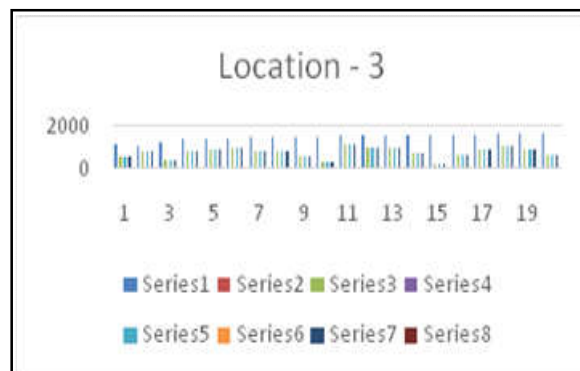 Location - 3
2000
0
1 3 5 7 9 11 13 15 17 19
Series1 Series2 Series3 Series4
Series5 Series6 Series7 Series8